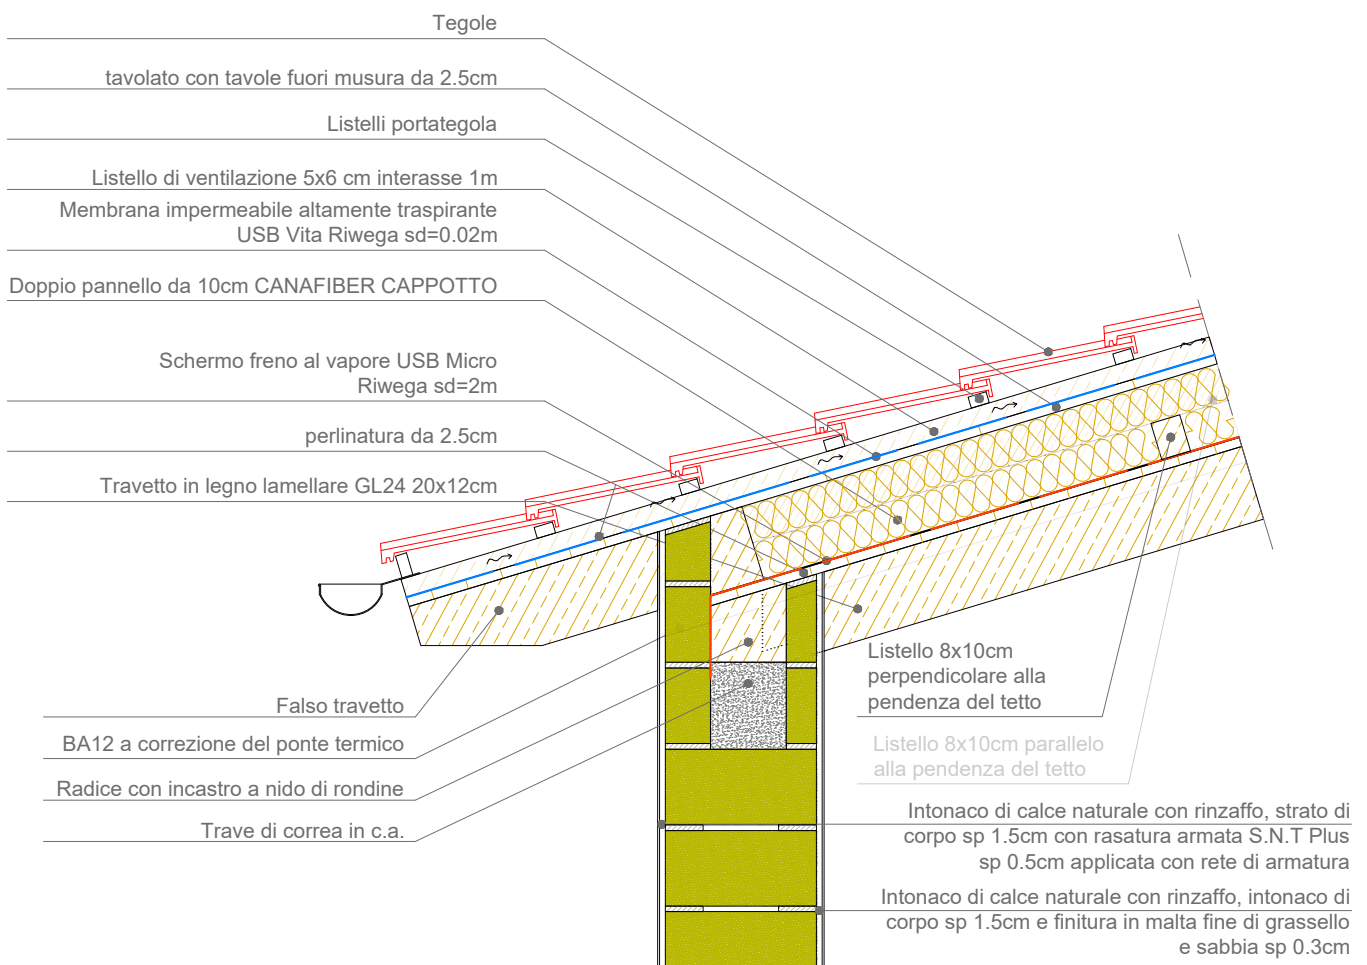 Tegole
tavolato con tavole fuori musura da 2.5cm
Listelli portategola
Listello di ventilazione 5x6 cm interasse 1m
Membrana impermeabile altamente traspirante
USB Vita Riwega sd=0.02m
Doppio pannello da 10cm CANAFIBER CAPPOTTO
Schermo freno al vapore USB Micro
Riwega sd=2m
perlinatura da 2.5cm
Travetto in legno lamellare GL24 20x12cm
Falso travetto
BA12 a correzione del ponte termico
Radice con incastro a nido di rondine
Trave di correa in c.a.
Listello 8x10cm
perpendicolare alla
pendenza del tetto
Listello 8x10cm parallelo
alla pendenza del tetto
Intonaco di calce naturale con rinzaffo, strato di
corpo sp 1.5cm con rasatura armata S.N.T Plus
sp 0.5cm applicata con rete di armatura
Intonaco di calce naturale con rinzaffo, intonaco di
corpo sp 1.5cm e finitura in malta fine di grassello
e sabbia sp 0.3cm